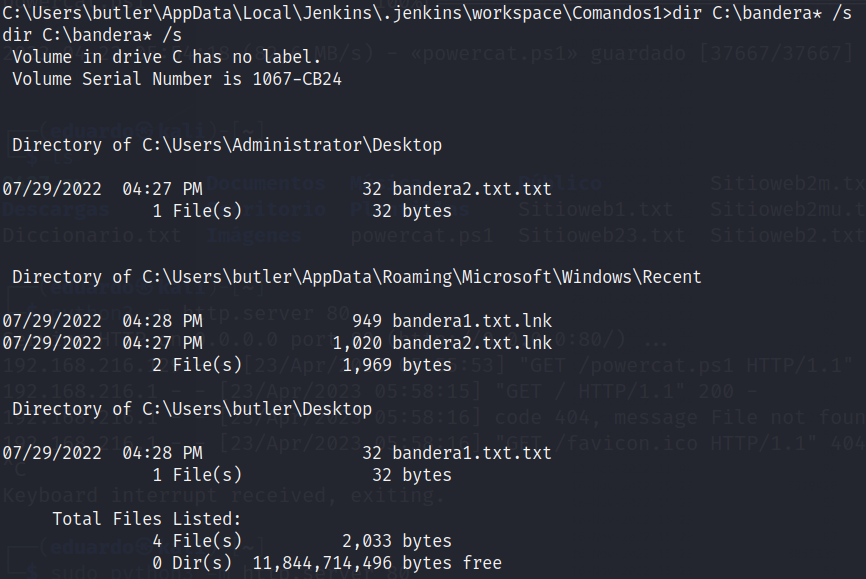 C:\Users\butler\AppData\Local\Jenkins\.jenkins\workspace\Comandos1>dir C:\bandera* /s
dir C:\bandera* /s
 Volume in drive C has no label.
 Volume Serial Number is 1067-CB24

 Directory of C:\Users\Administrator\Desktop

07/29/2022  04:27 PM                32 bandera2.txt.txt
               1 File(s)             32 bytes

 Directory of C:\Users\butler\AppData\Roaming\Microsoft\Windows\Recent

07/29/2022  04:28 PM               949 bandera1.txt.lnk
07/29/2022  04:27 PM             1,020 bandera2.txt.lnk
               2 File(s)          1,969 bytes

 Directory of C:\Users\butler\Desktop

07/29/2022  04:28 PM                32 bandera1.txt.txt
               1 File(s)             32 bytes

     Total Files Listed:
               4 File(s)          2,033 bytes
               0 Dir(s)  11,844,714,496 bytes free